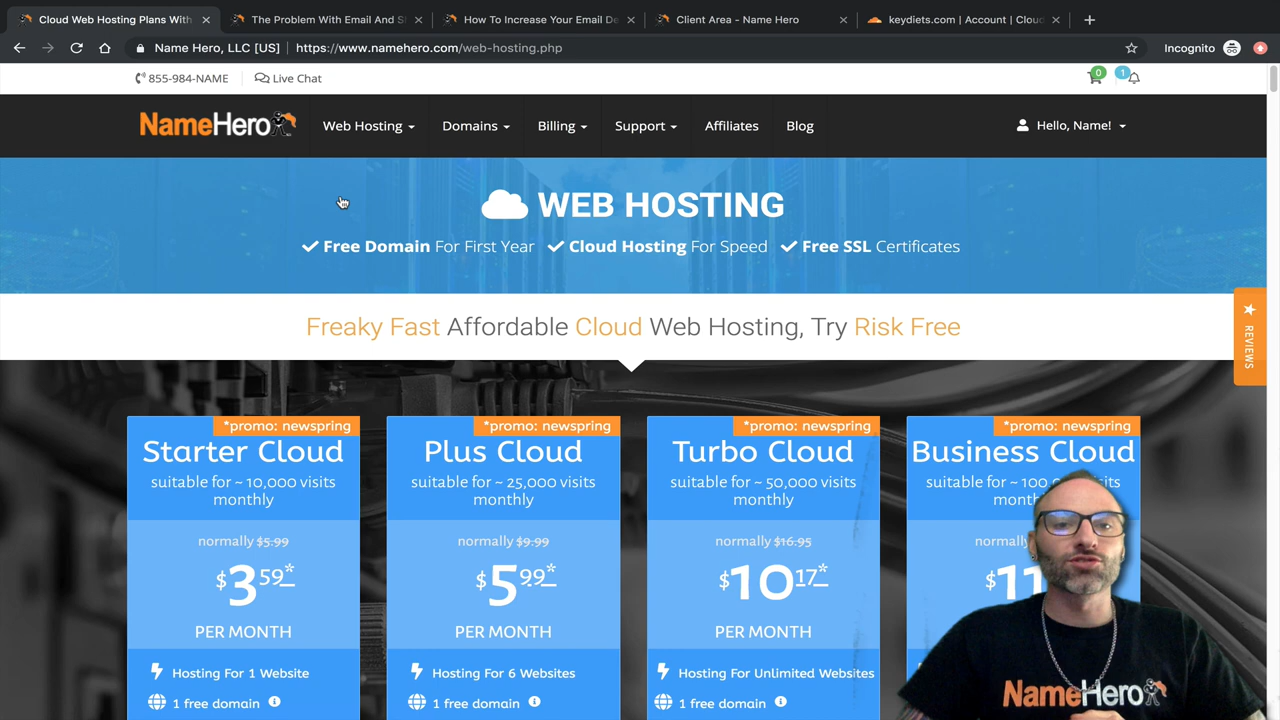 Cloud Web Hosting Plans With
The Problem With Email And S
How To Increase Your Email De
Client Area - Name Hero
keydiets.com | Account | Clou
Name Hero, LLC [US]
https://www.namehero.com/web-hosting.php
Incognito
855-984-NAME
Live Chat
0
1
NameHero
Web Hosting
Domains
Billing
Support
Affiliates
Blog
Hello, Name!
WEB HOSTING
Free Domain For First Year
Cloud Hosting For Speed
Free SSL Certificates
Freaky Fast Affordable Cloud Web Hosting, Try Risk Free
REVIEWS
*promo: newspring
Starter Cloud
suitable for ~ 10,000 visits
monthly
normally $5.99
$3.59*
PER MONTH
Hosting For 1 Website
1 free domain
*promo: newspring
Plus Cloud
suitable for ~ 25,000 visits
monthly
normally $9.99
$5.99*
PER MONTH
Hosting For 6 Websites
1 free domain
*promo: newspring
Turbo Cloud
suitable for ~ 50,000 visits
monthly
normally $16.95
$10.17*
PER MONTH
Hosting For Unlimited Websites
1 free domain
*promo: newspring
Business Cloud
suitable for ~ 100
monthly
normally
$11
NameHero